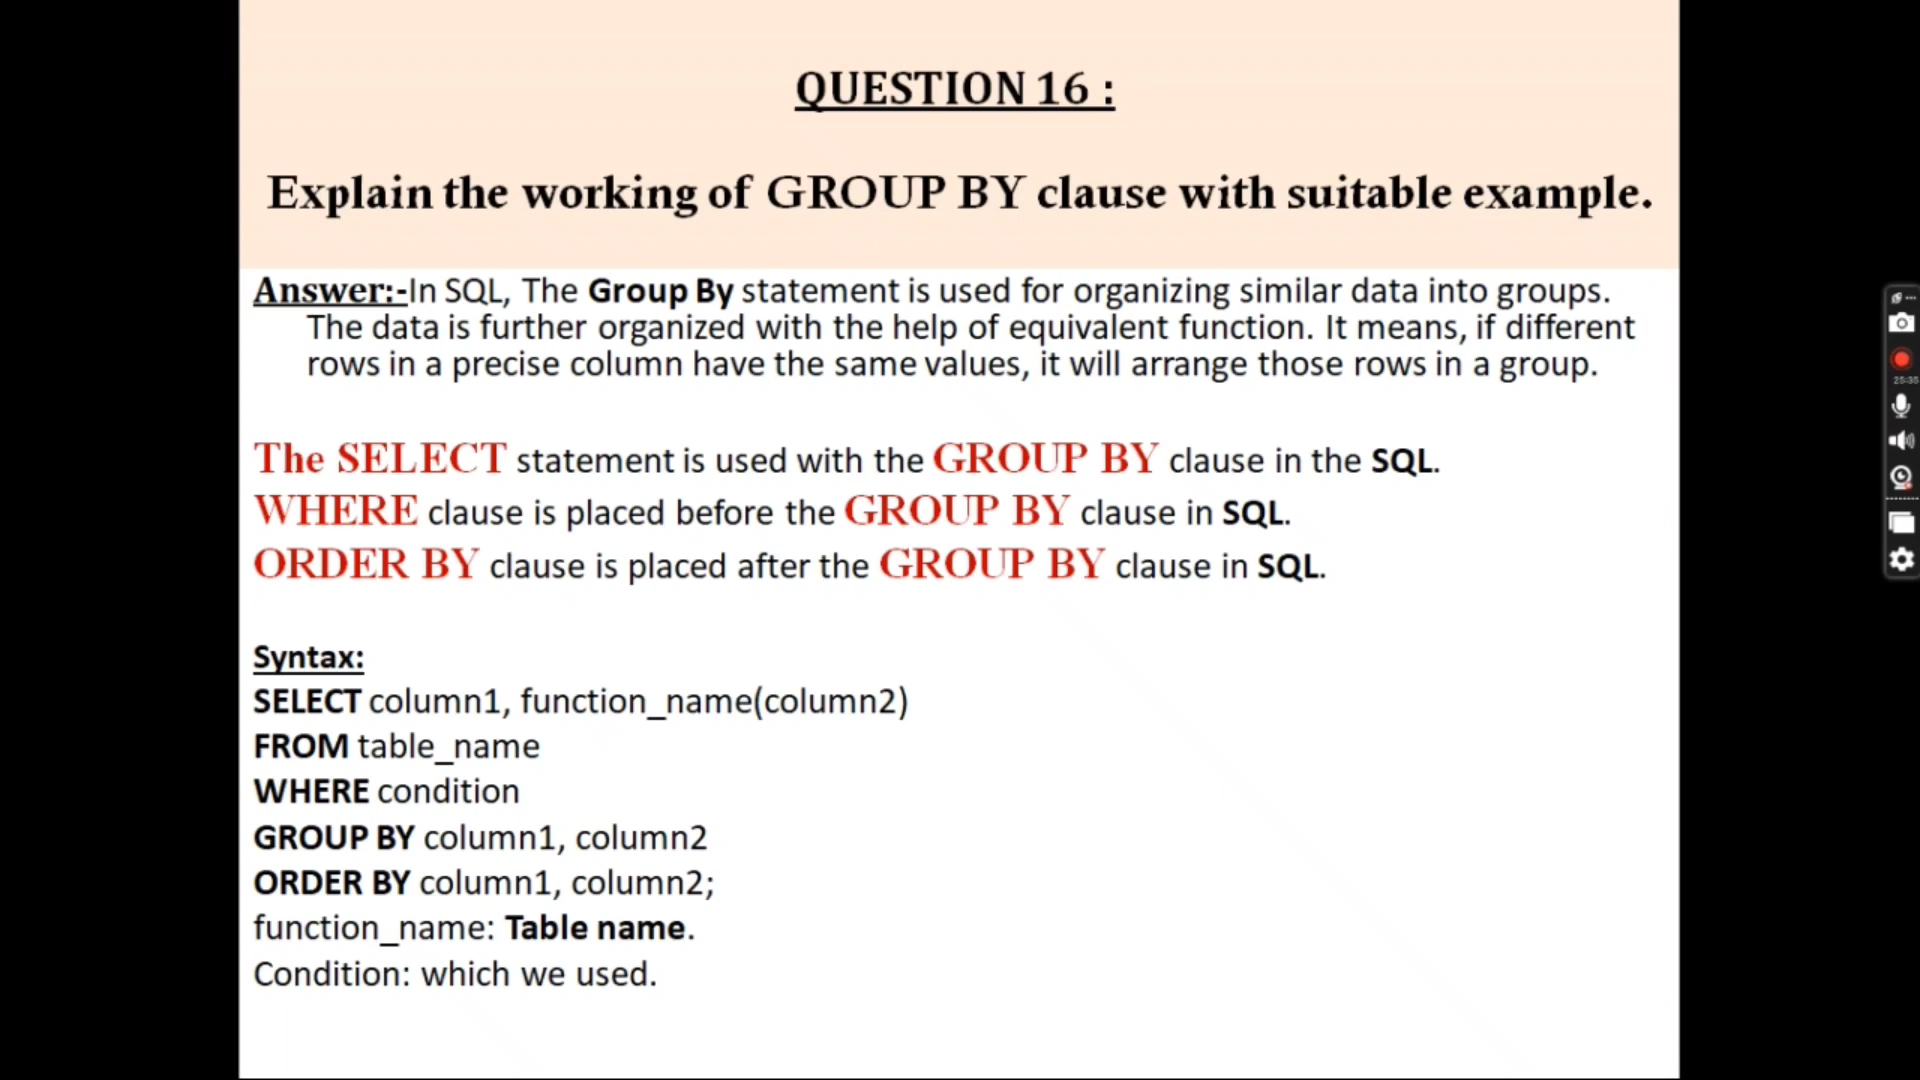 QUESTION 16 :
Explain the working of GROUP BY clause with suitable example.
Answer:-In SQL, The Group By statement is used for organizing similar data into groups.
The data is further organized with the help of equivalent function. It means, if different
rows in a precise column have the same values, it will arrange those rows in a group.
The SELECT statement is used with the GROUP BY clause in the SQL.
WHERE clause is placed before the GROUP BY clause in SQL.
ORDER BY clause is placed after the GROUP BY clause in SQL.
Syntax:
SELECT column1, function_name(column2)
FROM table_name
WHERE condition
GROUP BY column1, column2
ORDER BY column1, column2;
function_name: Table name.
Condition: which we used.
25:35